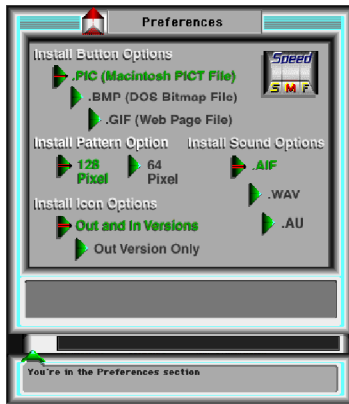 Preferences
Install Button Options
.PIC (Macintosh PICT File)
.BMP (DOS Bitmap File)
.GIF (Web Page File)
Speed
S M F
Install Pattern Option
128 Pixel
64 Pixel
Install Sound Options
.AIF
.WAV
.AU
Install Icon Options
Out and In Versions
Out Version Only
You're in the Preferences section